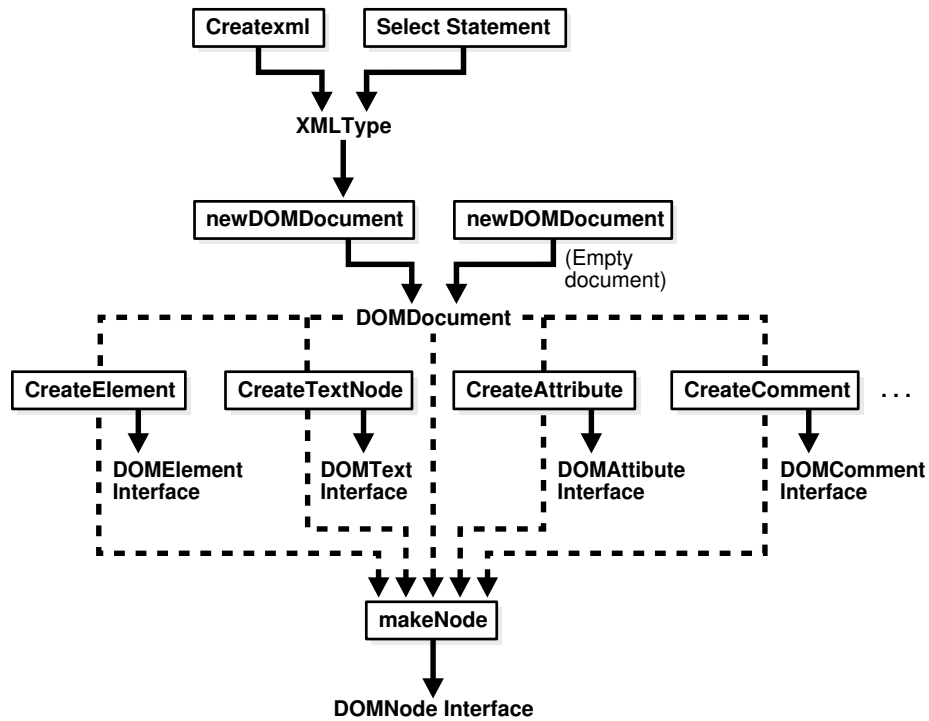 Createxml
Select Statement
XMLType
newDOMDocument
newDOMDocument
(Empty
document)
DOMDocument
CreateElement
CreateTextNode
CreateAttribute
CreateComment
. . .
DOMElement
Interface
DOMText
Interface
DOMAttibute
Interface
DOMComment
Interface
makeNode
DOMNode Interface